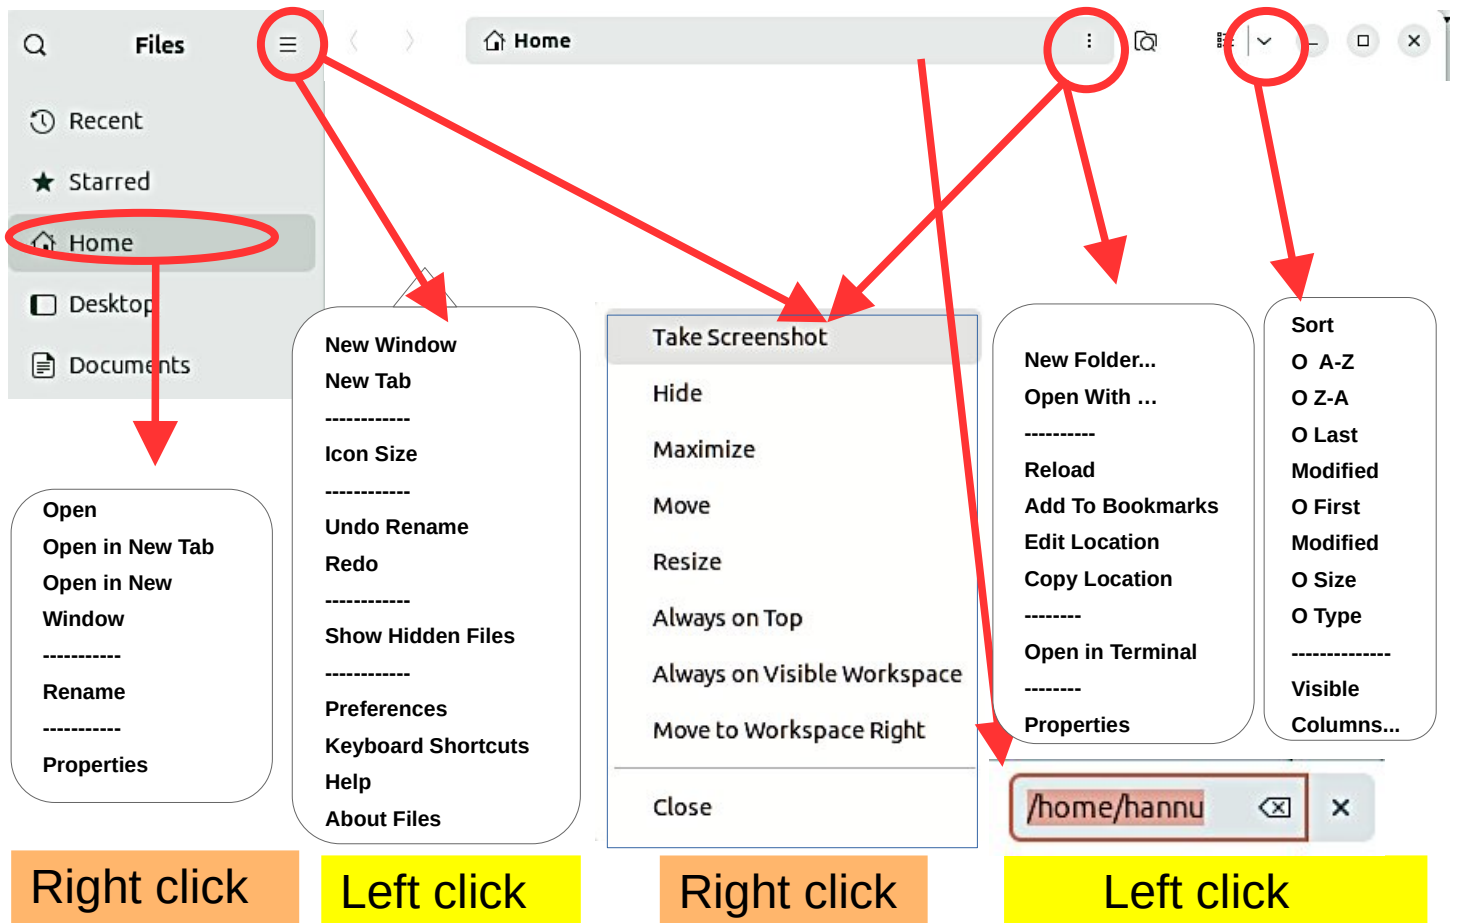 Files
Home
Recent
Starred
Home
Desktop
Documents
Open
Open in New Tab
Open in New
Window
-----------
Rename
-----------
Properties
Right click
New Window
New Tab
------------
Icon Size
------------
Undo Rename
Redo
------------
Show Hidden Files
------------
Preferences
Keyboard Shortcuts
Help
About Files
Left click
Take Screenshot
Hide
Maximize
Move
Resize
Always on Top
Always on Visible Workspace
Move to Workspace Right
Close
Right click
New Folder...
Open With ...
----------
Reload
Add To Bookmarks
Edit Location
Copy Location
--------
Open in Terminal
--------
Properties
Sort
O A-Z
O Z-A
O Last
Modified
O First
Modified
O Size
O Type
--------------
Visible
Columns...
/home/hannu
Left click